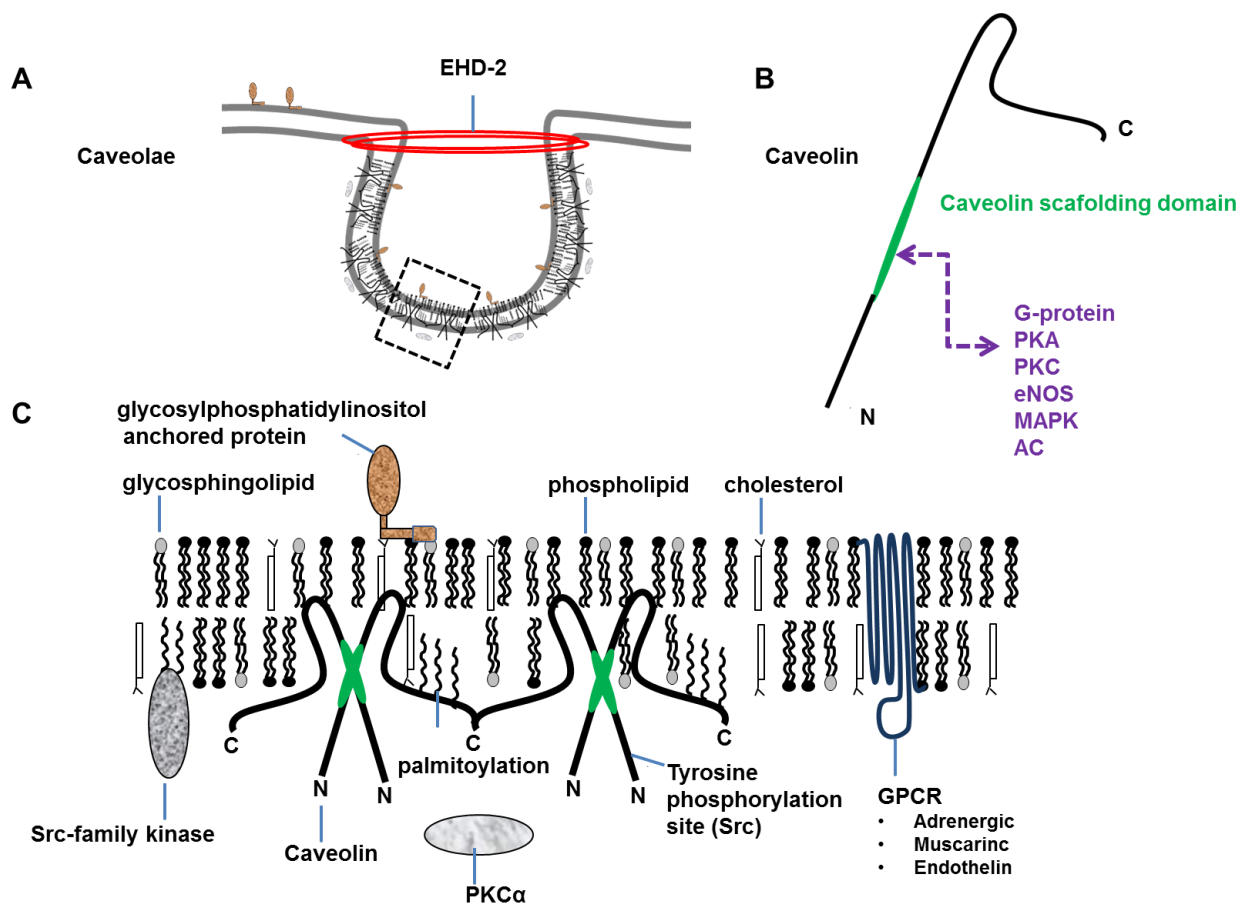 A
EHD-2
Caveolae
B
Caveolin
C
Caveolin scafolding domain
G-protein
PKA
PKC
eNOS
MAPK
AC
N
C
glycosylphosphatidylinositol
anchored protein
glycosphingolipid
phospholipid
cholesterol
C
C
C
palmitoylation
N
N
N
N
Tyrosine
phosphorylation
site (Src)
Src-family kinase
Caveolin
PKCα
GPCR
• Adrenergic
• Muscarinc
• Endothelin